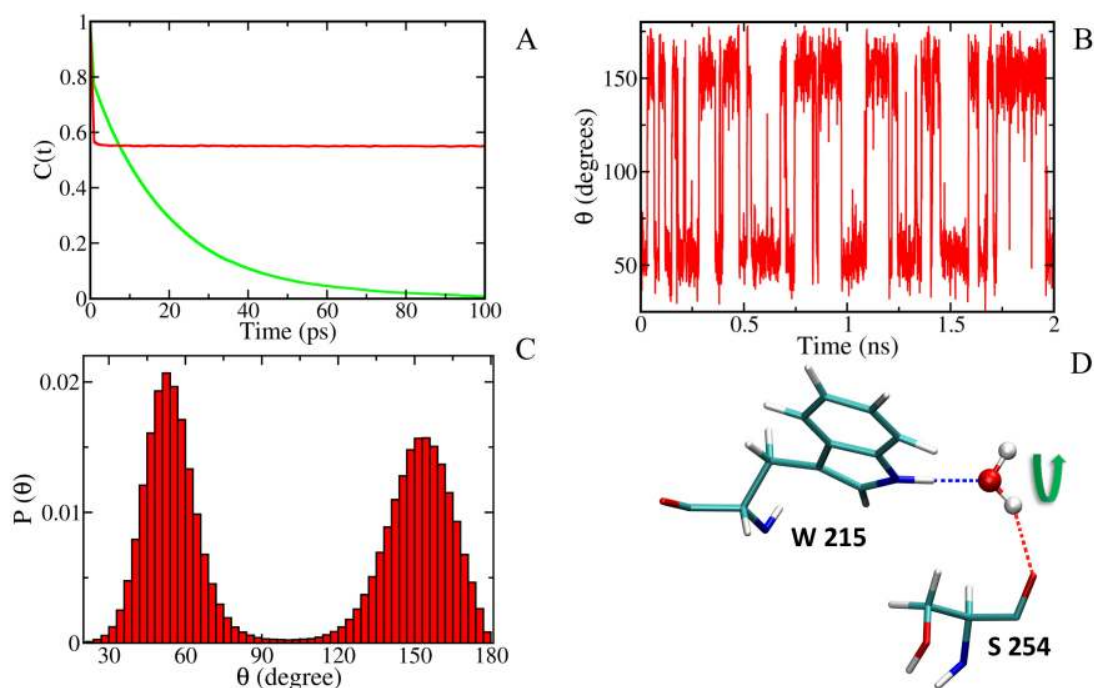 A
C(t)
1
0.8
0.6
0.4
0.2
0
0 20 40 60 80 100
Time (ps)
B
θ (degrees)
150
100
50
0 0.5 1 1.5 2
Time (ns)
C
P (θ)
0.02
0.01
0
30 60 90 120 150 180
θ (degree)
D
W 215
S 254